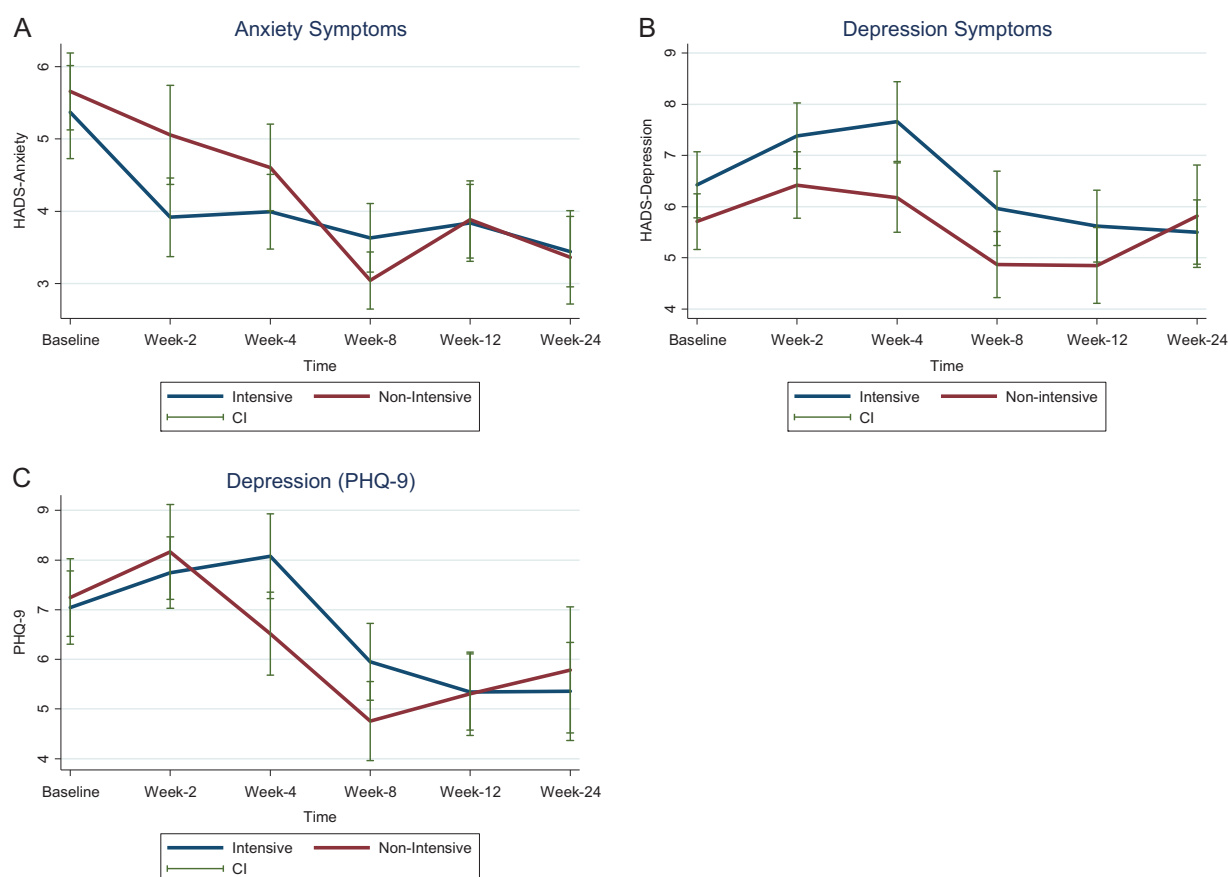 A
Anxiety Symptoms
HADS-Anxiety
6
5
4
3
Baseline Week-2 Week-4 Week-8 Week-12 Week-24
Time
Intensive Non-Intensive
CI
B
Depression Symptoms
HADS-Depression
9
8
7
6
5
4
Baseline Week-2 Week-4 Week-8 Week-12 Week-24
Time
Intensive Non-intensive
CI
C
Depression (PHQ-9)
PHQ-9
9
8
7
6
5
4
Baseline Week-2 Week-4 Week-8 Week-12 Week-24
Time
Intensive Non-Intensive
CI